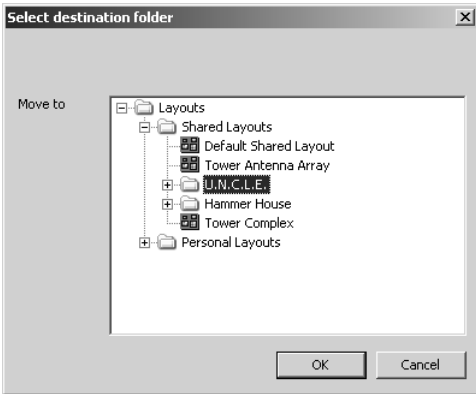 Select destination folder
Move to
Layouts
Shared Layouts
Default Shared Layout
Tower Antenna Array
U.N.C.L.E.
Hammer House
Tower Complex
Personal Layouts
OK Cancel